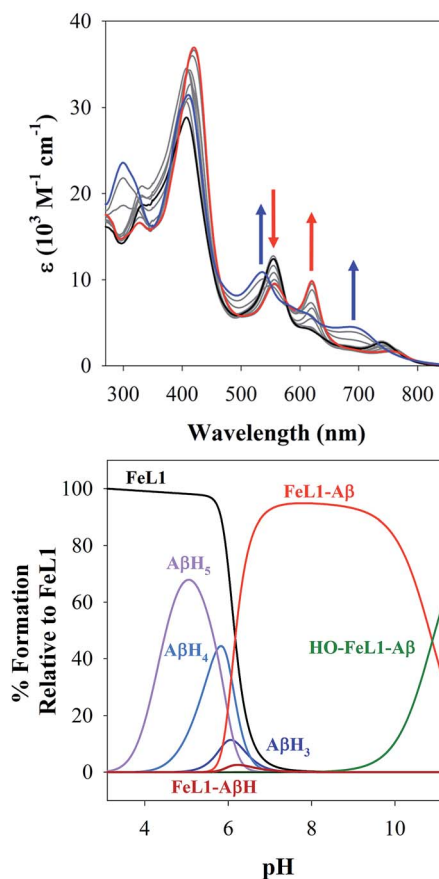 40
30
20
10
0
ε (10³ M⁻¹ cm⁻¹)
300 400 500 600 700 800
Wavelength (nm)
100
80
60
40
20
0
% Formation
Relative to FeL1
FeL1
FeL1-Aβ
AβH₅
AβH₄
HO-FeL1-Aβ
AβH₃
FeL1-AβH
4 6 8 10
pH